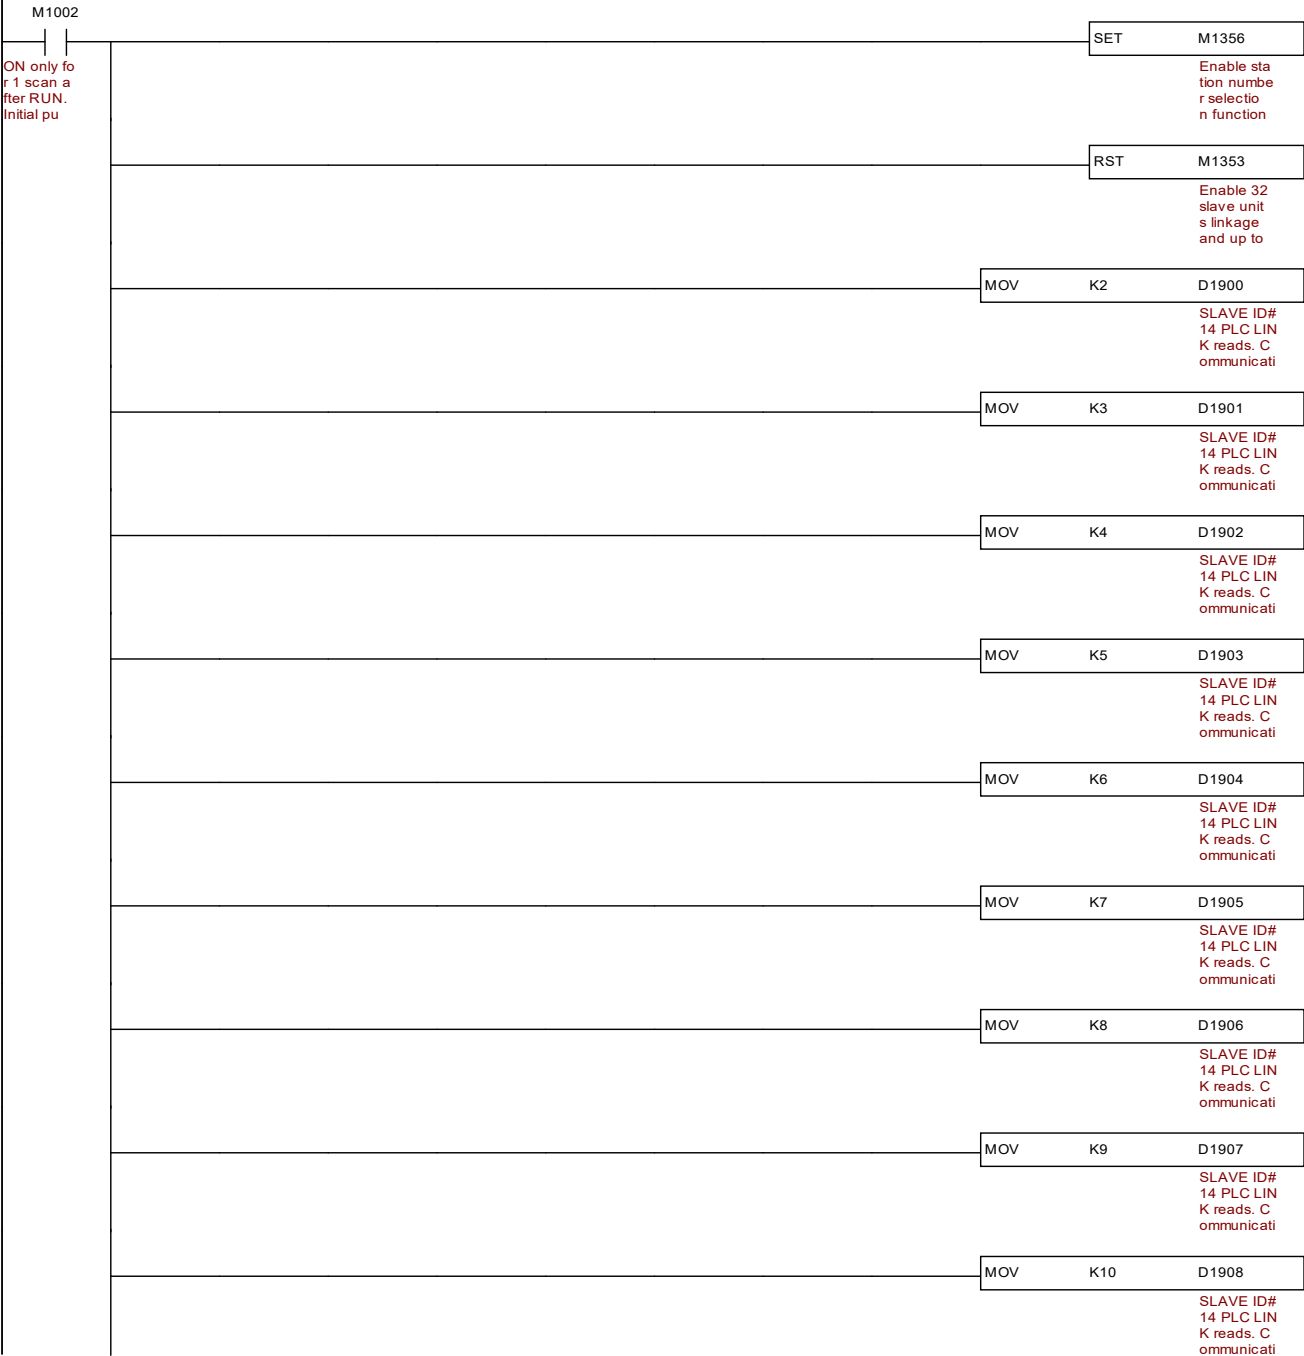 M1002
SET M1356
ON only fo
r 1 scan a
fter RUN.
Initial pu
Enable sta
tion numbe
r selectio
n function
RST M1353
Enable 32
slave unit
s linkage
and up to
MOV K2 D1900
SLAVE ID#
14 PLC LIN
K reads. C
ommunicati
MOV K3 D1901
SLAVE ID#
14 PLC LIN
K reads. C
ommunicati
MOV K4 D1902
SLAVE ID#
14 PLC LIN
K reads. C
ommunicati
MOV K5 D1903
SLAVE ID#
14 PLC LIN
K reads. C
ommunicati
MOV K6 D1904
SLAVE ID#
14 PLC LIN
K reads. C
ommunicati
MOV K7 D1905
SLAVE ID#
14 PLC LIN
K reads. C
ommunicati
MOV K8 D1906
SLAVE ID#
14 PLC LIN
K reads. C
ommunicati
MOV K9 D1907
SLAVE ID#
14 PLC LIN
K reads. C
ommunicati
MOV K10 D1908
SLAVE ID#
14 PLC LIN
K reads. C
ommunicati